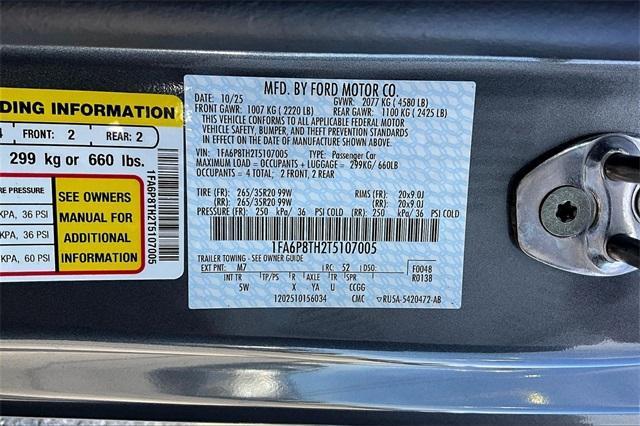 DING INFORMATION
4 FRONT: 2 REAR: 2
299 kg or 660 lbs.
KPA, 36 PSI
KPA, 36 PSI
KPA, 60 PSI
SEE OWNERS
MANUAL
FOR
ADDITIONAL
INFORMATION
1FA6P8TH2T5107005
MFD. BY FORD MOTOR CO.
DATE: 10/25 GVWR: 2077 KG ( 4580 LB)
FRONT GAWR: 1007 KG ( 2220 LB) REAR GAWR: 1100 KG ( 2425 LB)
THIS VEHICLE CONFORMS TO ALL APPLICABLE FEDERAL MOTOR
VEHICLE SAFETY, BUMPER, AND THEFT PREVENTION STANDARDS IN
EFFECT ON THE DATE OF MANUFACTURE SHOWN ABOVE.
VIN: 1FA6P8TH2T5107005 TYPE: Passenger Car
MAXIMUM LOAD = OCCUPANTS + LUGGAGE = 299KG/ 660LB
OCCUPANTS = 4 TOTAL; 2 FRONT, 2 REAR
TIRE (FR): 265/35R20 99W RIMS (FR): 20x9.0J
(RR): 265/35R20 99W (RR): 20x9.0J
PRESSURE (FR): 250 kPa/ 36 PSI COLD (RR): 250 kPa/ 36 PSI COLD
1FA6P8TH2T5107005
TRAILER TOWING - SEE OWNER GUIDE
EXT PNT: M7 RC: 52 DSO: F0048
INT TR TP/PS R AXLE TR SPR R0138
5W X YA U CCGG
1202510156034 CMC RU5A-5420472-AB